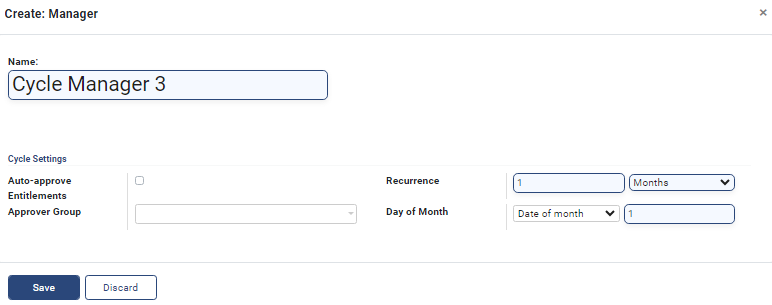 Create: Manager ×
Name:
Cycle Manager 3
Cycle Settings
Auto-approve
Entitlements
Recurrence 1 Months
Approver Group
Day of Month Date of month 1
Save Discard